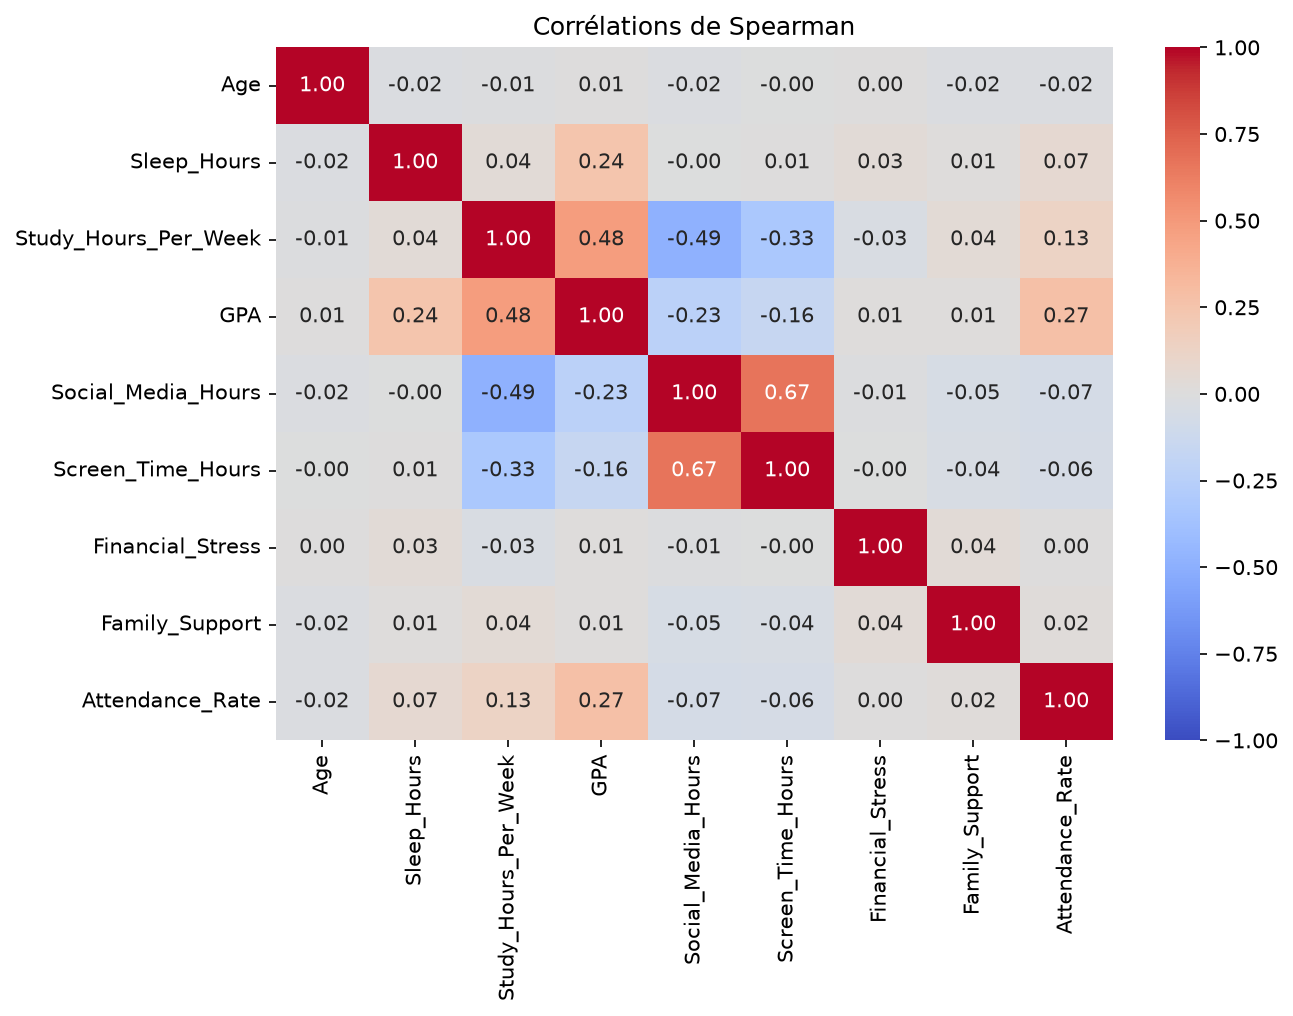 Corrélations de Spearman
Age 1.00 -0.02 -0.01 0.01 -0.02 -0.00 0.00 -0.02 -0.02
Sleep_Hours -0.02 1.00 0.04 0.24 -0.00 0.01 0.03 0.01 0.07
Study_Hours_Per_Week -0.01 0.04 1.00 0.48 -0.49 -0.33 -0.03 0.04 0.13
GPA 0.01 0.24 0.48 1.00 -0.23 -0.16 0.01 0.01 0.27
Social_Media_Hours -0.02 -0.00 -0.49 -0.23 1.00 0.67 -0.01 -0.05 -0.07
Screen_Time_Hours -0.00 0.01 -0.33 -0.16 0.67 1.00 -0.00 -0.04 -0.06
Financial_Stress 0.00 0.03 -0.03 0.01 -0.01 -0.00 1.00 0.04 0.00
Family_Support -0.02 0.01 0.04 0.01 -0.05 -0.04 0.04 1.00 0.02
Attendance_Rate -0.02 0.07 0.13 0.27 -0.07 -0.06 0.00 0.02 1.00
Age
Sleep_Hours
Study_Hours_Per_Week
GPA
Social_Media_Hours
Screen_Time_Hours
Financial_Stress
Family_Support
Attendance_Rate
1.00
0.75
0.50
0.25
0.00
−0.25
−0.50
−0.75
−1.00